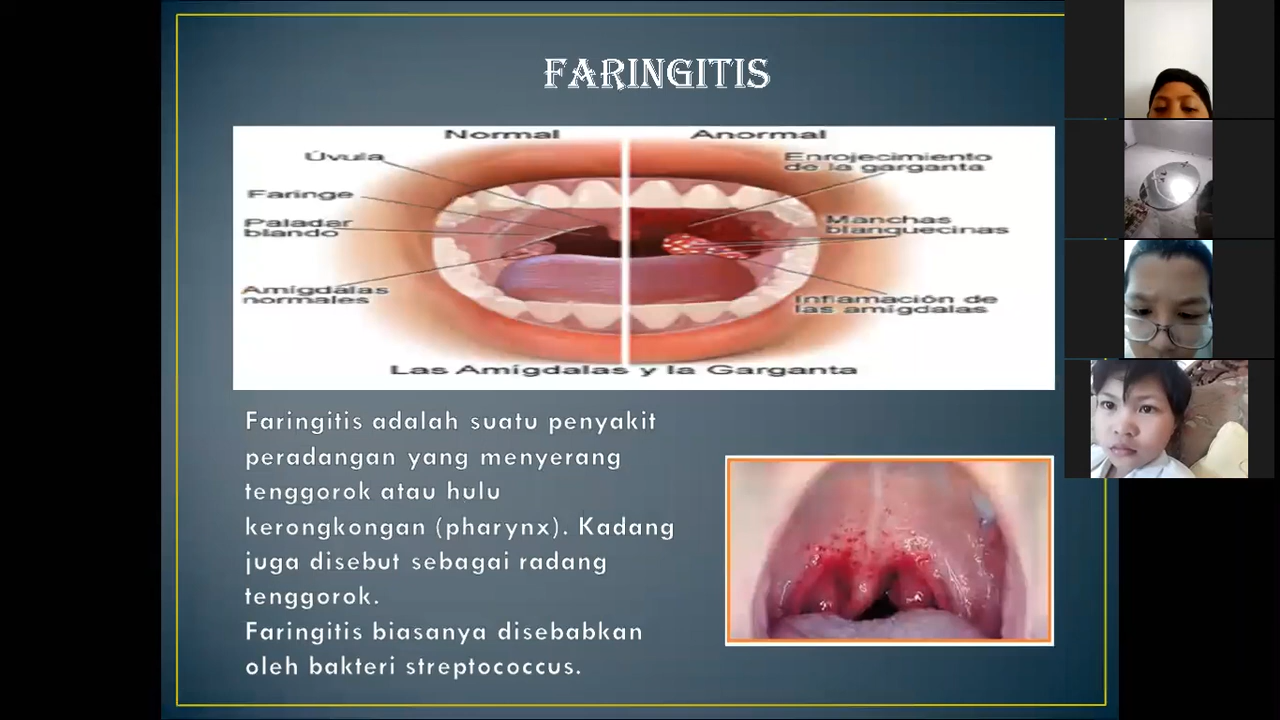 FARINGITIS
Normal
Anormal
Úvula
Faringe
Paladar
blando
Amígdalas
normales
Enrojecimiento
de la garganta
Manchas
blanquecinas
Inflamación de
las amígdalas
Las Amígdalas y la Garganta
Faringitis adalah suatu penyakit
peradangan yang menyerang
tenggorok atau hulu
kerongkongan (pharynx). Kadang
juga disebut sebagai radang
tenggorok.
Faringitis biasanya disebabkan
oleh bakteri streptococcus.